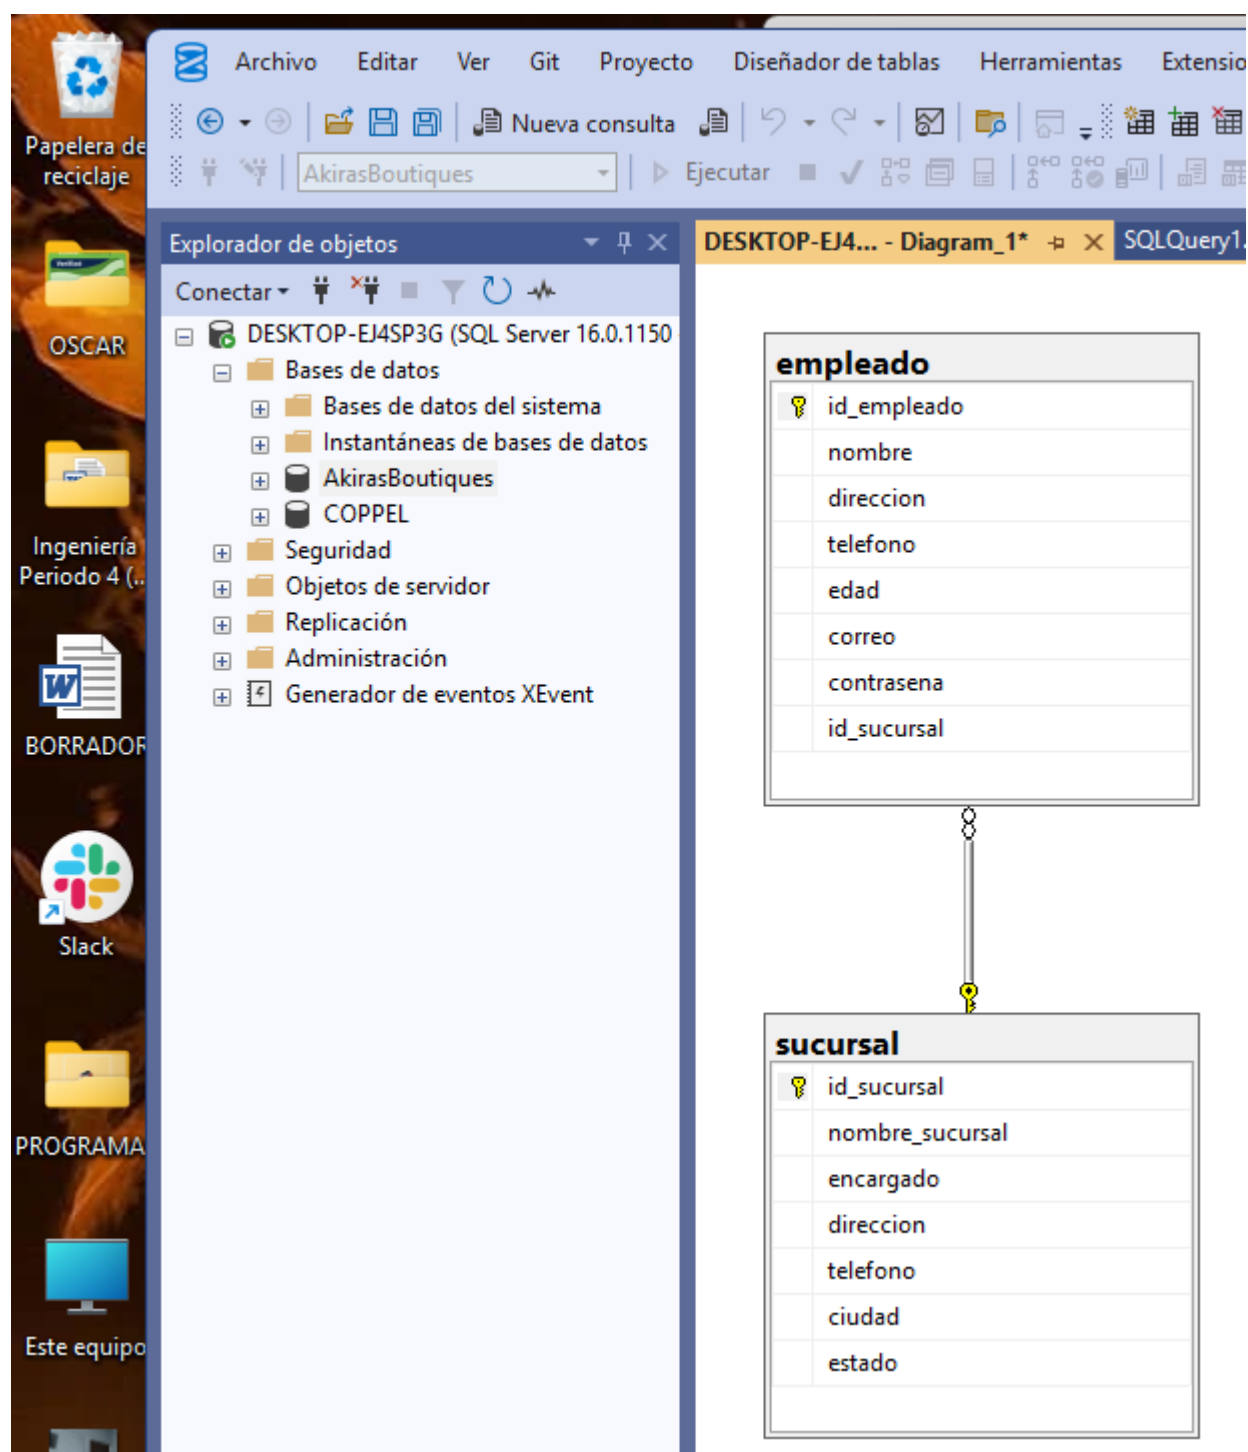 Papelera de
reciclaje
OSCAR
Ingeniería
Periodo 4 (...
BORRADOR
Slack
PROGRAMA
Este equipo
Archivo Editar Ver Git Proyecto Diseñador de tablas Herramientas Extensio
Nueva consulta
AkirasBoutiques Ejecutar
Explorador de objetos
Conectar
DESKTOP-EJ4SP3G (SQL Server 16.0.1150
Bases de datos
Bases de datos del sistema
Instantáneas de bases de datos
AkirasBoutiques
COPPEL
Seguridad
Objetos de servidor
Replicación
Administración
Generador de eventos XEvent
DESKTOP-EJ4... - Diagram_1* SQLQuery1.
empleado
id_empleado
nombre
direccion
telefono
edad
correo
contrasena
id_sucursal
sucursal
id_sucursal
nombre_sucursal
encargado
direccion
telefono
ciudad
estado